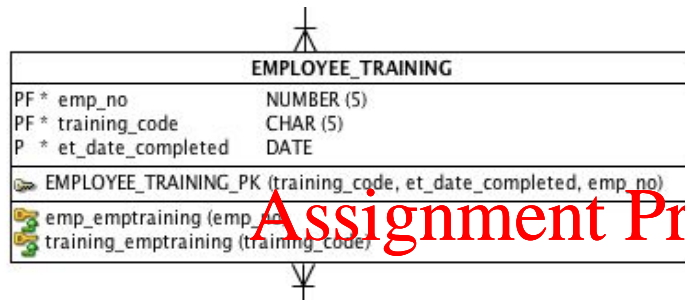 EMPLOYEE_TRAINING
PF * emp_no NUMBER (5)
PF * training_code CHAR (5)
P * et_date_completed DATE
EMPLOYEE_TRAINING_PK (training_code, et_date_completed, emp_no)
emp_emptraining (emp_no)
training_emptraining (training_code)
Assignment Pr